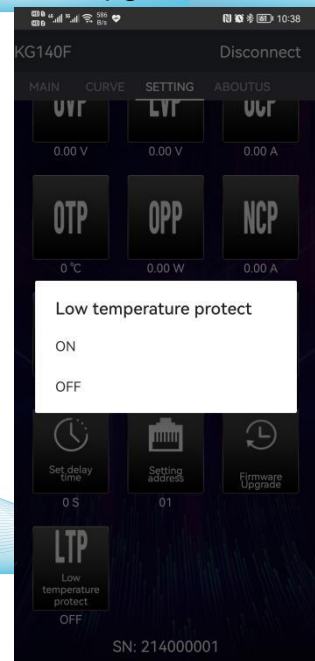 586 B/s
10:38
KG140F Disconnect
MAIN CURVE SETTING ABOUTUS
OVP LVP OCP
0.00 V 0.00 V 0.00 A
OTP OPP NCP
0 °C 0.00 W 0.00 A
Low temperature protect
ON
OFF
Set delay time
Setting address
Firmware Upgrade
0 S 01
LTP
Low
temperature
protect
OFF
SN: 214000001